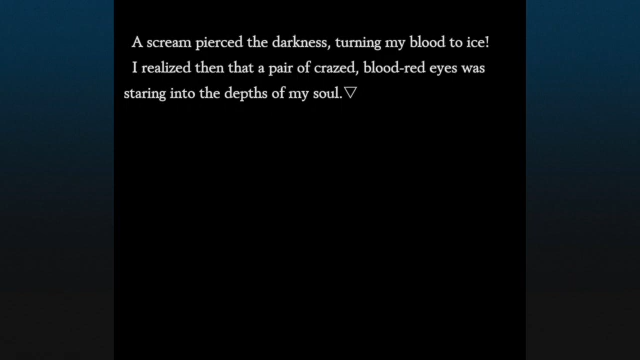 A scream pierced the darkness, turning my blood to ice!
I realized then that a pair of crazed, blood-red eyes was
staring into the depths of my soul.▽